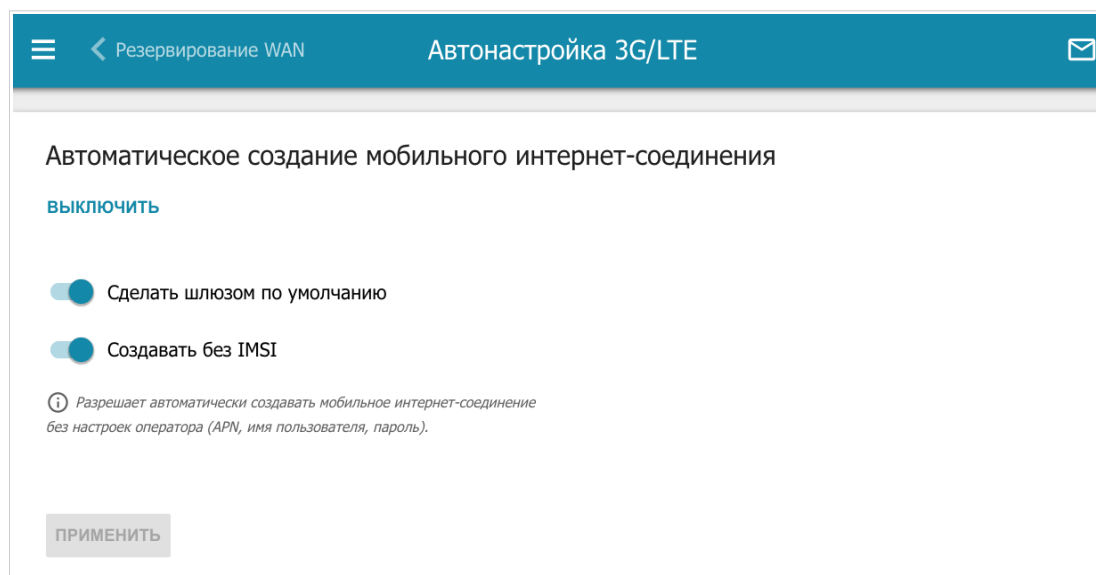 Резервирование WAN
Автонастройка 3G/LTE
Автоматическое создание мобильного интернет-соединения
ВЫКЛЮЧИТЬ
Сделать шлюзом по умолчанию
Создавать без IMSI
Разрешает автоматически создавать мобильное интернет-соединение
без настроек оператора (APN, имя пользователя, пароль).
ПРИМЕНИТЬ